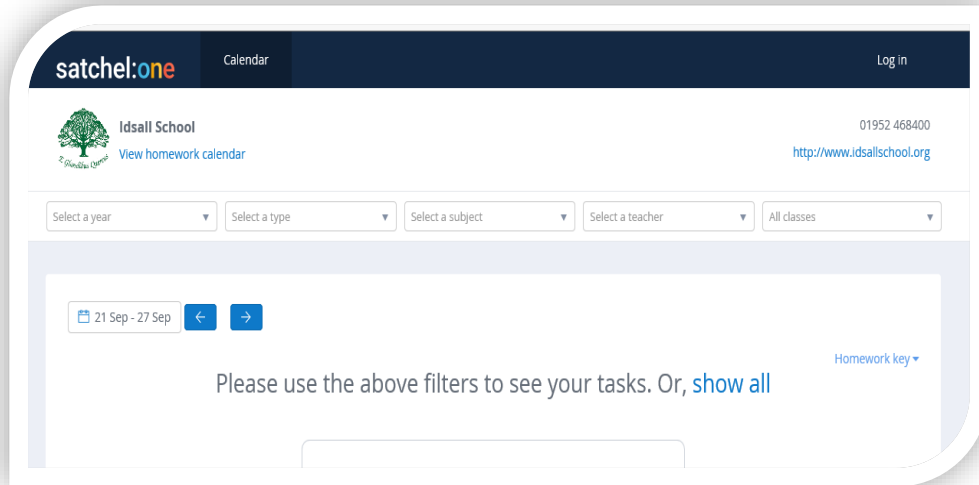 satchel:one Calendar Log in
Idsall School 01952 468400
View homework calendar http://www.idsallschool.org
Select a year Select a type Select a subject Select a teacher All classes
21 Sep - 27 Sep
Homework key
Please use the above filters to see your tasks. Or, show all